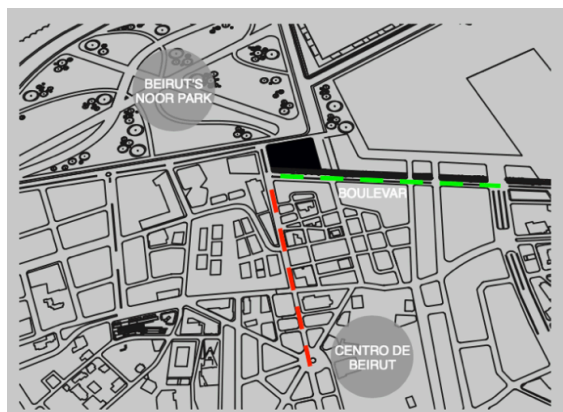 BEIRUT'S
NOOR PARK
BOULEVAR
CENTRO DE
BEIRUT